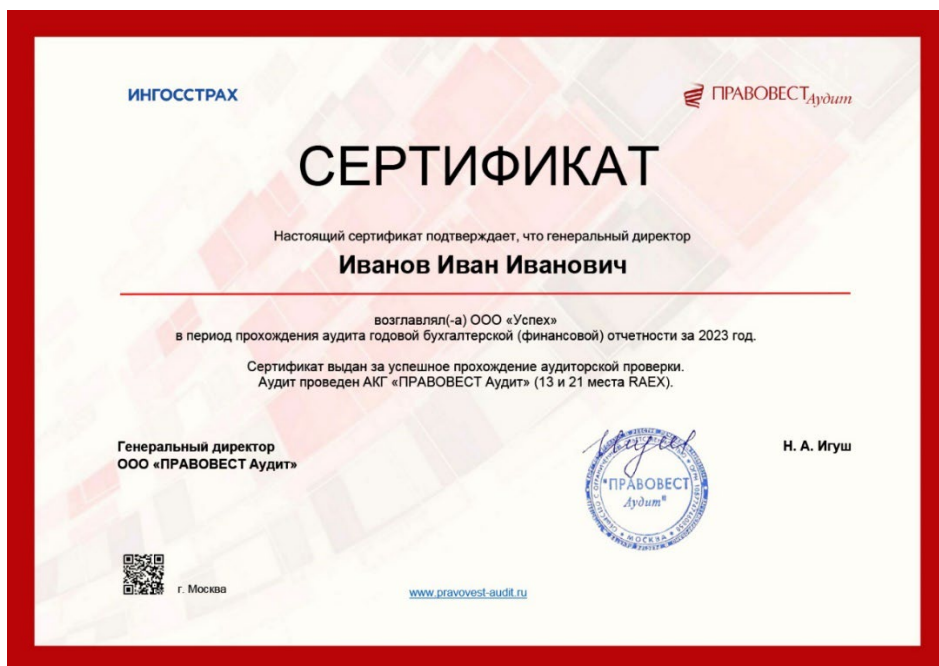 ИНГОССТРАХ
ПРАВОВЕСТ Аудит
СЕРТИФИКАТ
Настоящий сертификат подтверждает, что генеральный директор
Иванов Иван Иванович
возглавлял(-а) ООО «Успех»
в период прохождения аудита годовой бухгалтерской (финансовой) отчетности за 2023 год.
Сертификат выдан за успешное прохождение аудиторской проверки.
Аудит проведен АКГ «ПРАВОВЕСТ Аудит» (13 и 21 места RAEX).
Генеральный директор
ООО «ПРАВОВЕСТ Аудит»
"ПРАВОВЕСТ
Аудит"
МОСКВА
Н. А. Игуш
г. Москва
www.pravovest-audit.ru